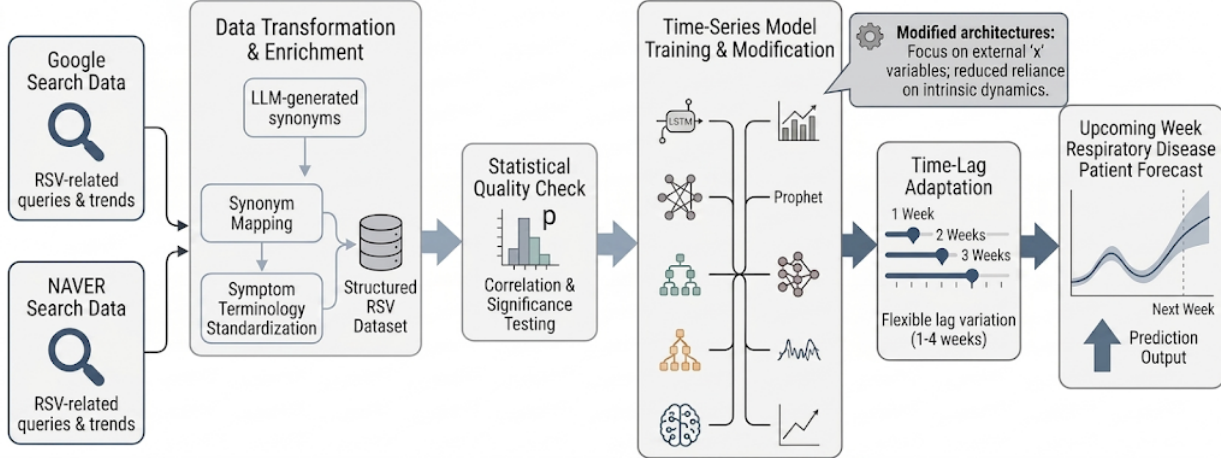 Google
Search Data
RSV-related
queries & trends
NAVER
Search Data
RSV-related
queries & trends
Data Transformation
& Enrichment
LLM-generated
synonyms
Synonym
Mapping
Symptom
Terminology
Standardization
Structured
RSV
Dataset
Statistical
Quality Check
p
Correlation &
Significance
Testing
Time-Series Model
Training & Modification
LSTM
Prophet
Modified architectures:
Focus on external 'x'
variables; reduced reliance
on intrinsic dynamics.
Time-Lag
Adaptation
1 Week
2 Weeks
3 Weeks
Flexible lag variation
(1-4 weeks)
Upcoming Week
Respiratory Disease
Patient Forecast
Next Week
Prediction
Output